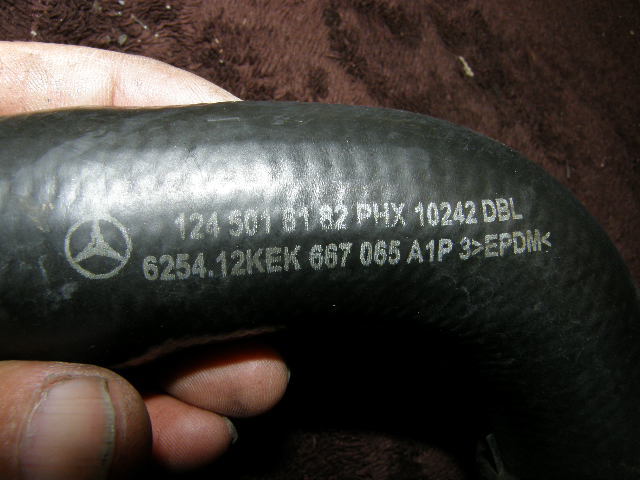 124 501 81 82 PHX 10242 DBL
6254.12KEK 667 065 A1P 3>EPDM<